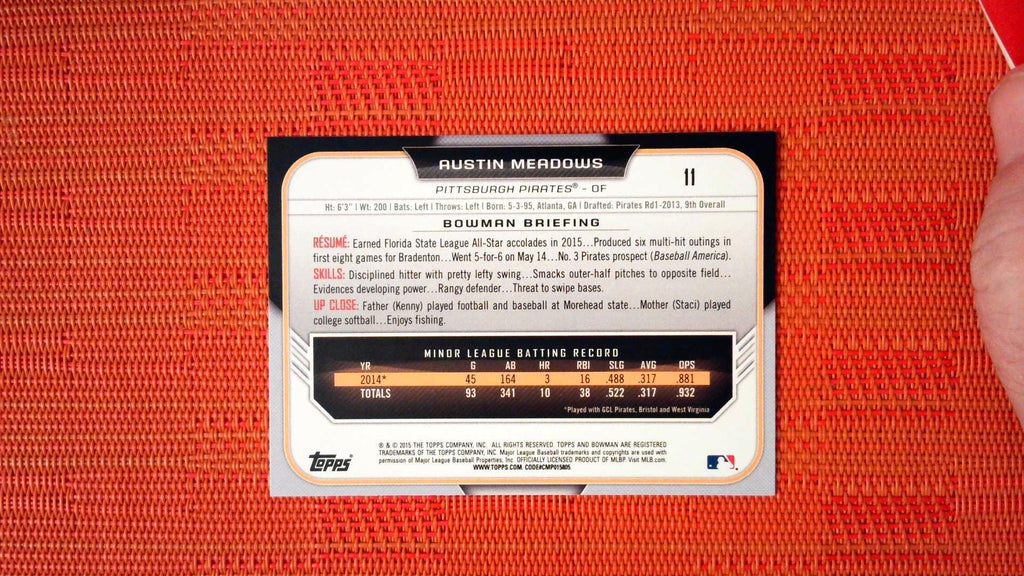 AUSTIN MEADOWS
11
PITTSBURGH PIRATES® - OF
Ht: 6'3" | Wt: 200 | Bats: Left | Throws: Left | Born: 5-3-95, Atlanta, GA | Drafted: Pirates Rd1-2013, 9th Overall
BOWMAN BRIEFING
RÉSUMÉ: Earned Florida State League All-Star accolades in 2015...Produced six multi-hit outings in
first eight games for Bradenton...Went 5-for-6 on May 14...No. 3 Pirates prospect (Baseball America).
SKILLS: Disciplined hitter with pretty lefty swing...Smacks outer-half pitches to opposite field...
Evidences developing power...Rangy defender...Threat to swipe bases.
UP CLOSE: Father (Kenny) played football and baseball at Morehead state...Mother (Staci) played
college softball...Enjoys fishing.
MINOR LEAGUE BATTING RECORD
YR G AB HR RBI SLG AVG OPS
2014* 45 164 3 16 .488 .317 .881
TOTALS 93 341 10 38 .522 .317 .932
*Played with GCL Pirates, Bristol and West Virginia
® & © 2015 THE TOPPS COMPANY, INC. ALL RIGHTS RESERVED. TOPPS AND BOWMAN ARE REGISTERED
TRADEMARKS OF THE TOPPS COMPANY, INC. Major League Baseball trademarks and copyrights are used with
permission of Major League Baseball Properties, Inc. OFFICIALLY LICENSED PRODUCT OF MLBP Visit MLB.com.
WWW.TOPPS.COM CODE#CMP015805
Topps®